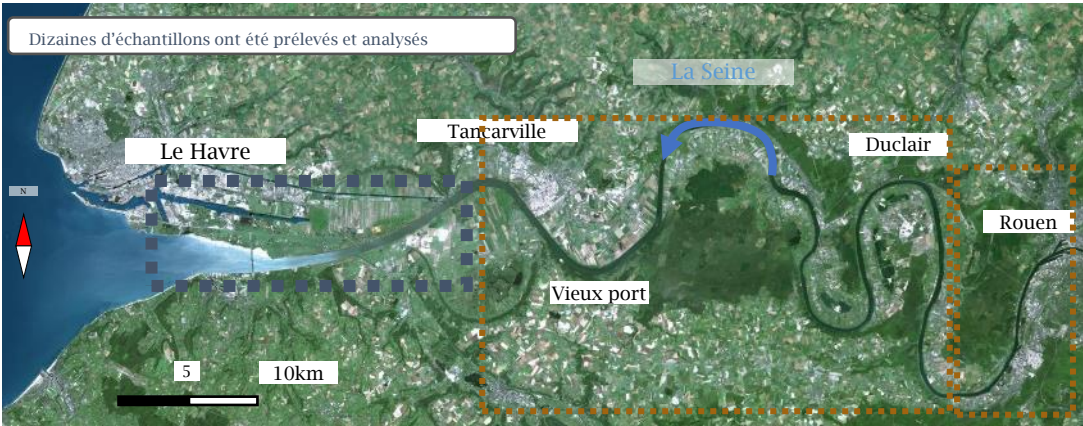 Dizaines d'échantillons ont été prélevés et analysés
La Seine
Tancarville
Duclair
Le Havre
N
Rouen
Vieux port
5
10km